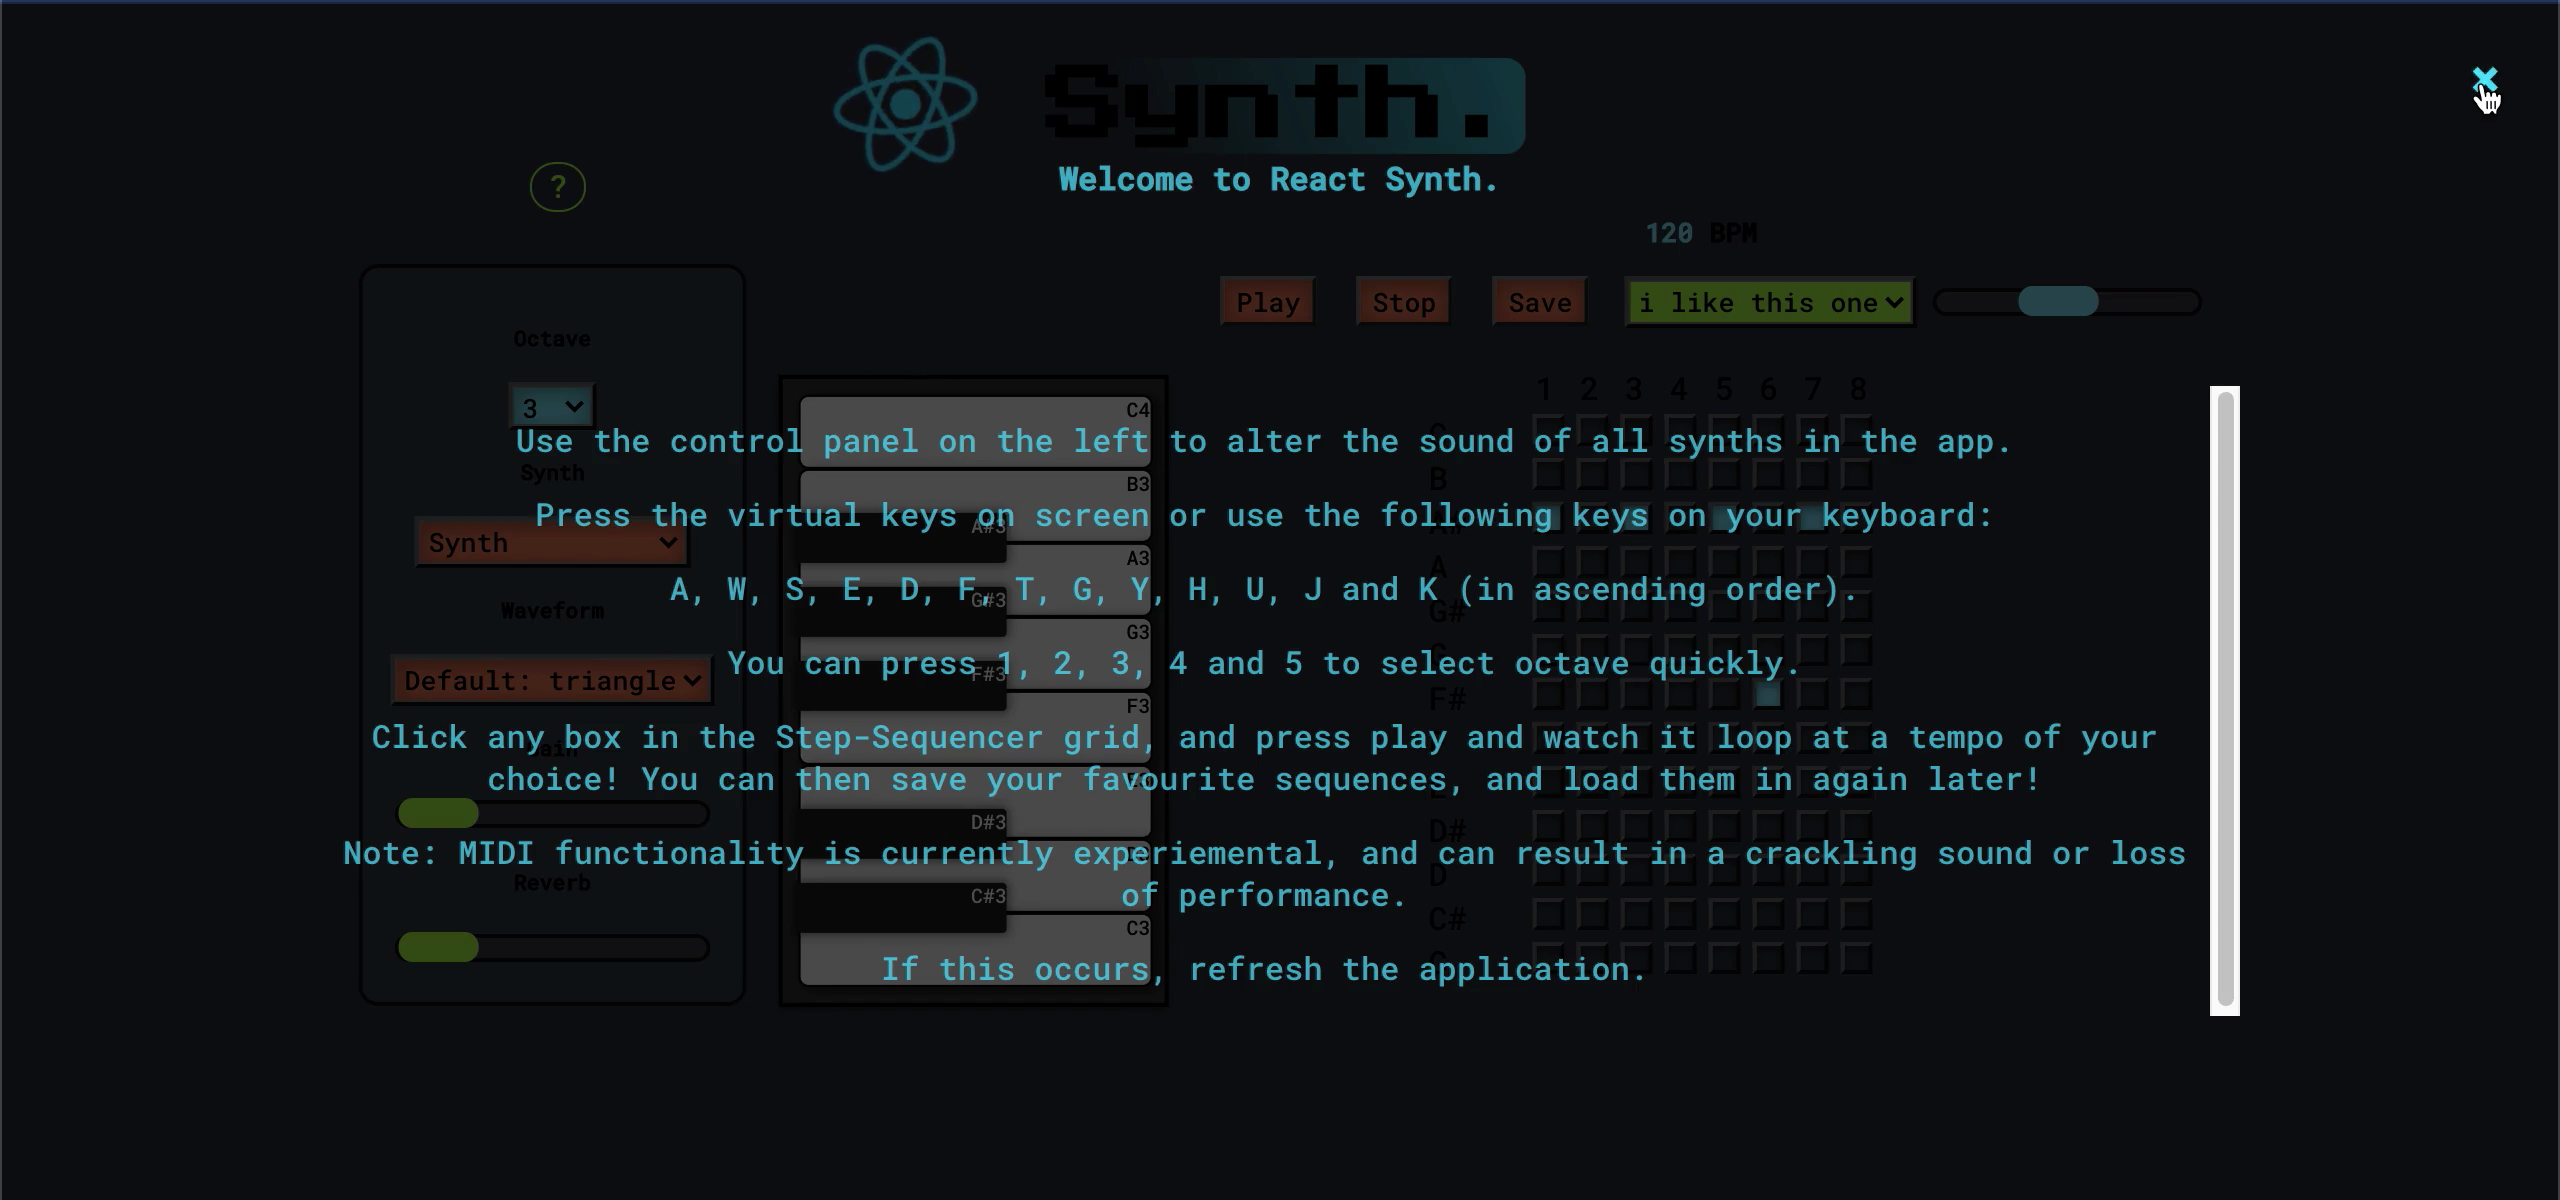 Synth.
Welcome to React Synth.
?
120 BPM
Play
Stop
Save
i like this one
Octave
3
Synth
Synth
Waveform
Default: triangle
Reverb
C4
B3
A#3
A3
G#3
G3
F#3
F3
D#3
C#3
C3
1 2 3 4 5 6 7 8
B
A
G#
F#
D#
D
C#
Use the control panel on the left to alter the sound of all synths in the app.
Press the virtual keys on screen or use the following keys on your keyboard:
A, W, S, E, D, F, T, G, Y, H, U, J and K (in ascending order).
You can press 1, 2, 3, 4 and 5 to select octave quickly.
Click any box in the Step-Sequencer grid, and press play and watch it loop at a tempo of your
choice! You can then save your favourite sequences, and load them in again later!
Note: MIDI functionality is currently experiemental, and can result in a crackling sound or loss
of performance.
If this occurs, refresh the application.